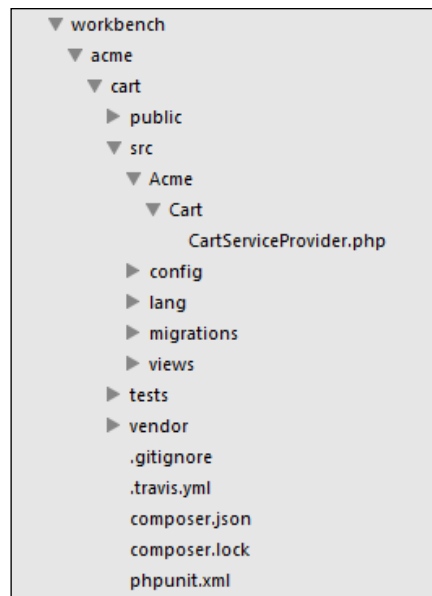 workbench
acme
cart
public
src
Acme
Cart
CartServiceProvider.php
config
lang
migrations
views
tests
vendor
.gitignore
.travis.yml
composer.json
composer.lock
phpunit.xml